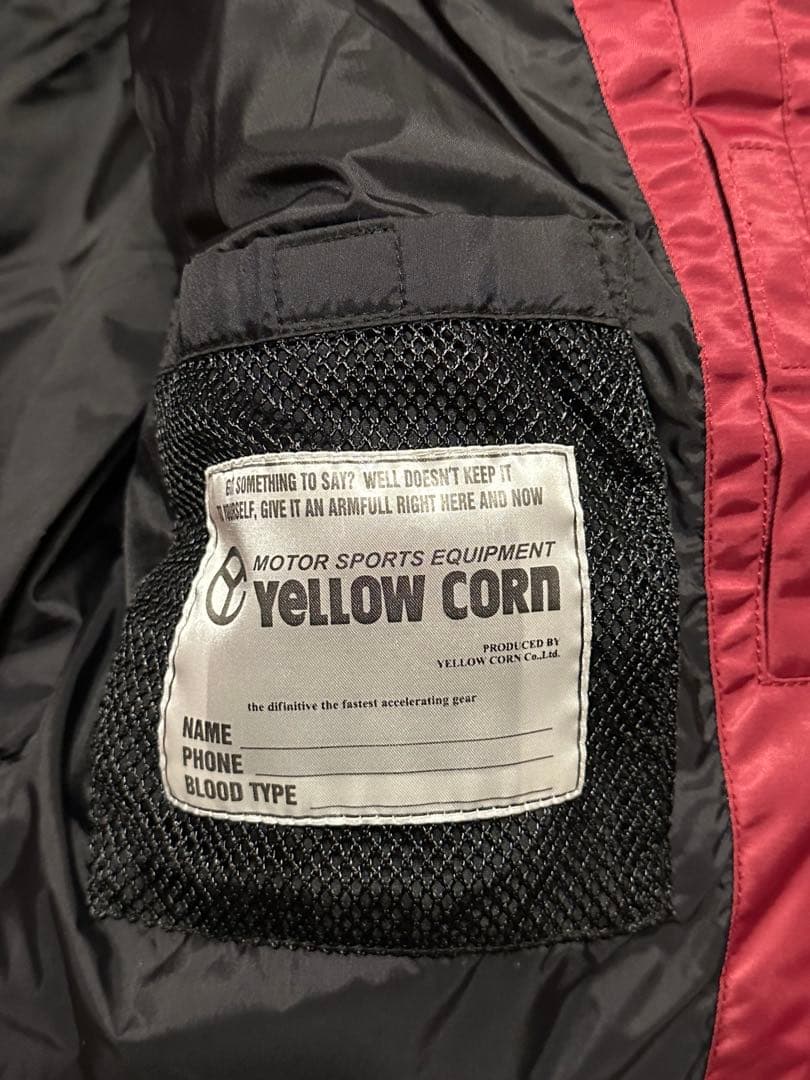 SOMETHING TO SAY? WELL DOESN'T KEEP IT
YOURSELF, GIVE IT AN ARMFULL RIGHT HERE AND NOW
MOTOR SPORTS EQUIPMENT
YeLLOW CORn
PRODUCED BY
YELLOW CORN Co.,Ltd.
the difinitive the fastest accelerating gear
NAME
PHONE
BLOOD TYPE